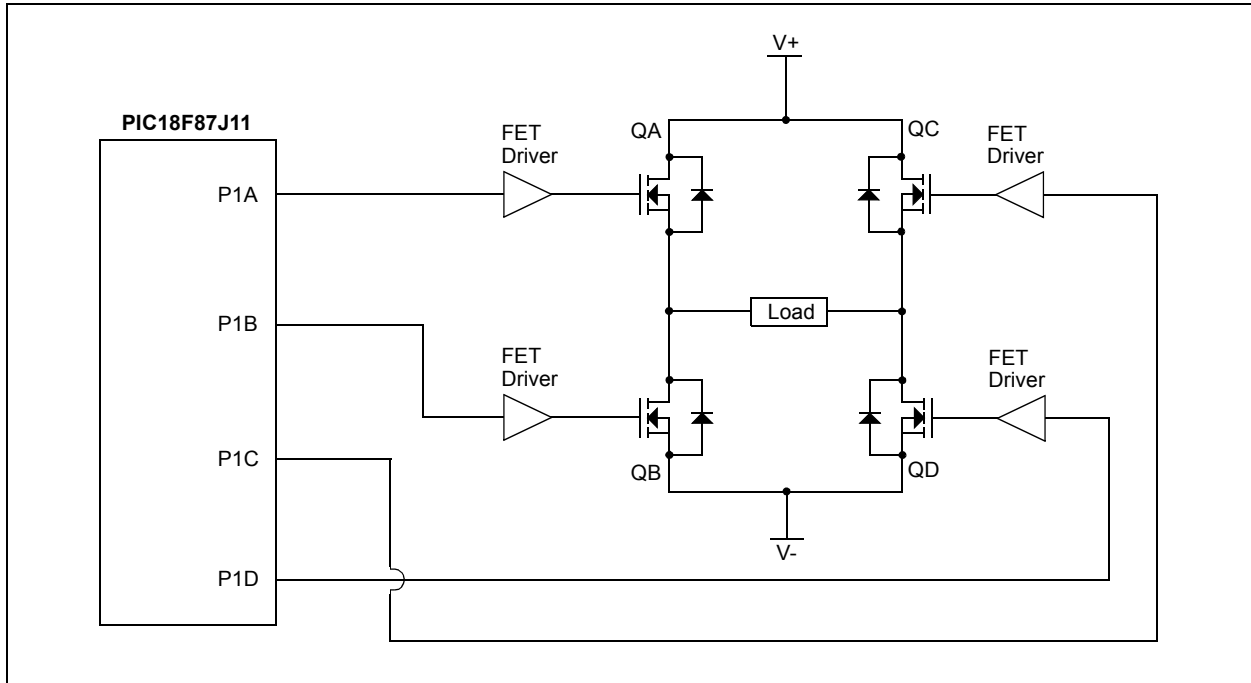 V+
PIC18F87J11
FET
Driver
QA
QC
FET
Driver
P1A
P1B
Load
FET
Driver
FET
Driver
P1C
QB
QD
V-
P1D